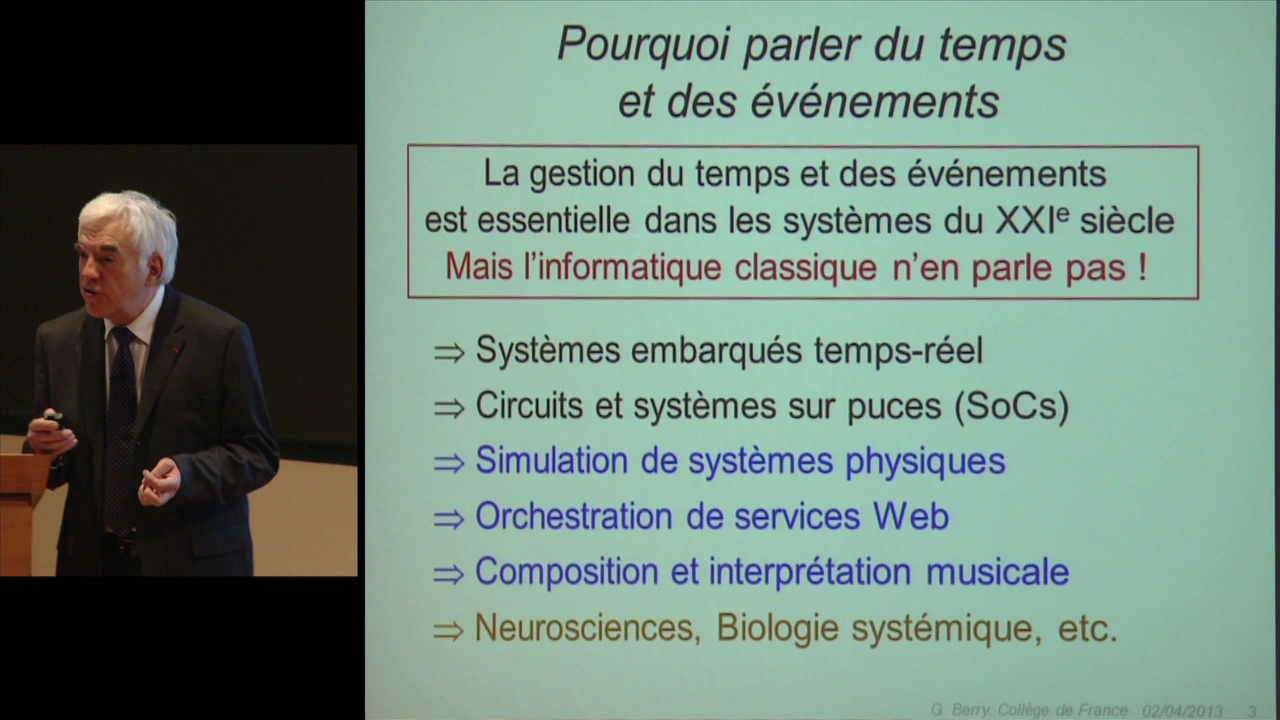 Pourquoi parler du temps
et des événements
La gestion du temps et des événements
est essentielle dans les systèmes du XXIe siècle
Mais l'informatique classique n'en parle pas !
⇒ Systèmes embarqués temps-réel
⇒ Circuits et systèmes sur puces (SoCs)
⇒ Simulation de systèmes physiques
⇒ Orchestration de services Web
⇒ Composition et interprétation musicale
⇒ Neurosciences, Biologie systémique, etc.
G. Berry, Collège de France 02/04/2013 3